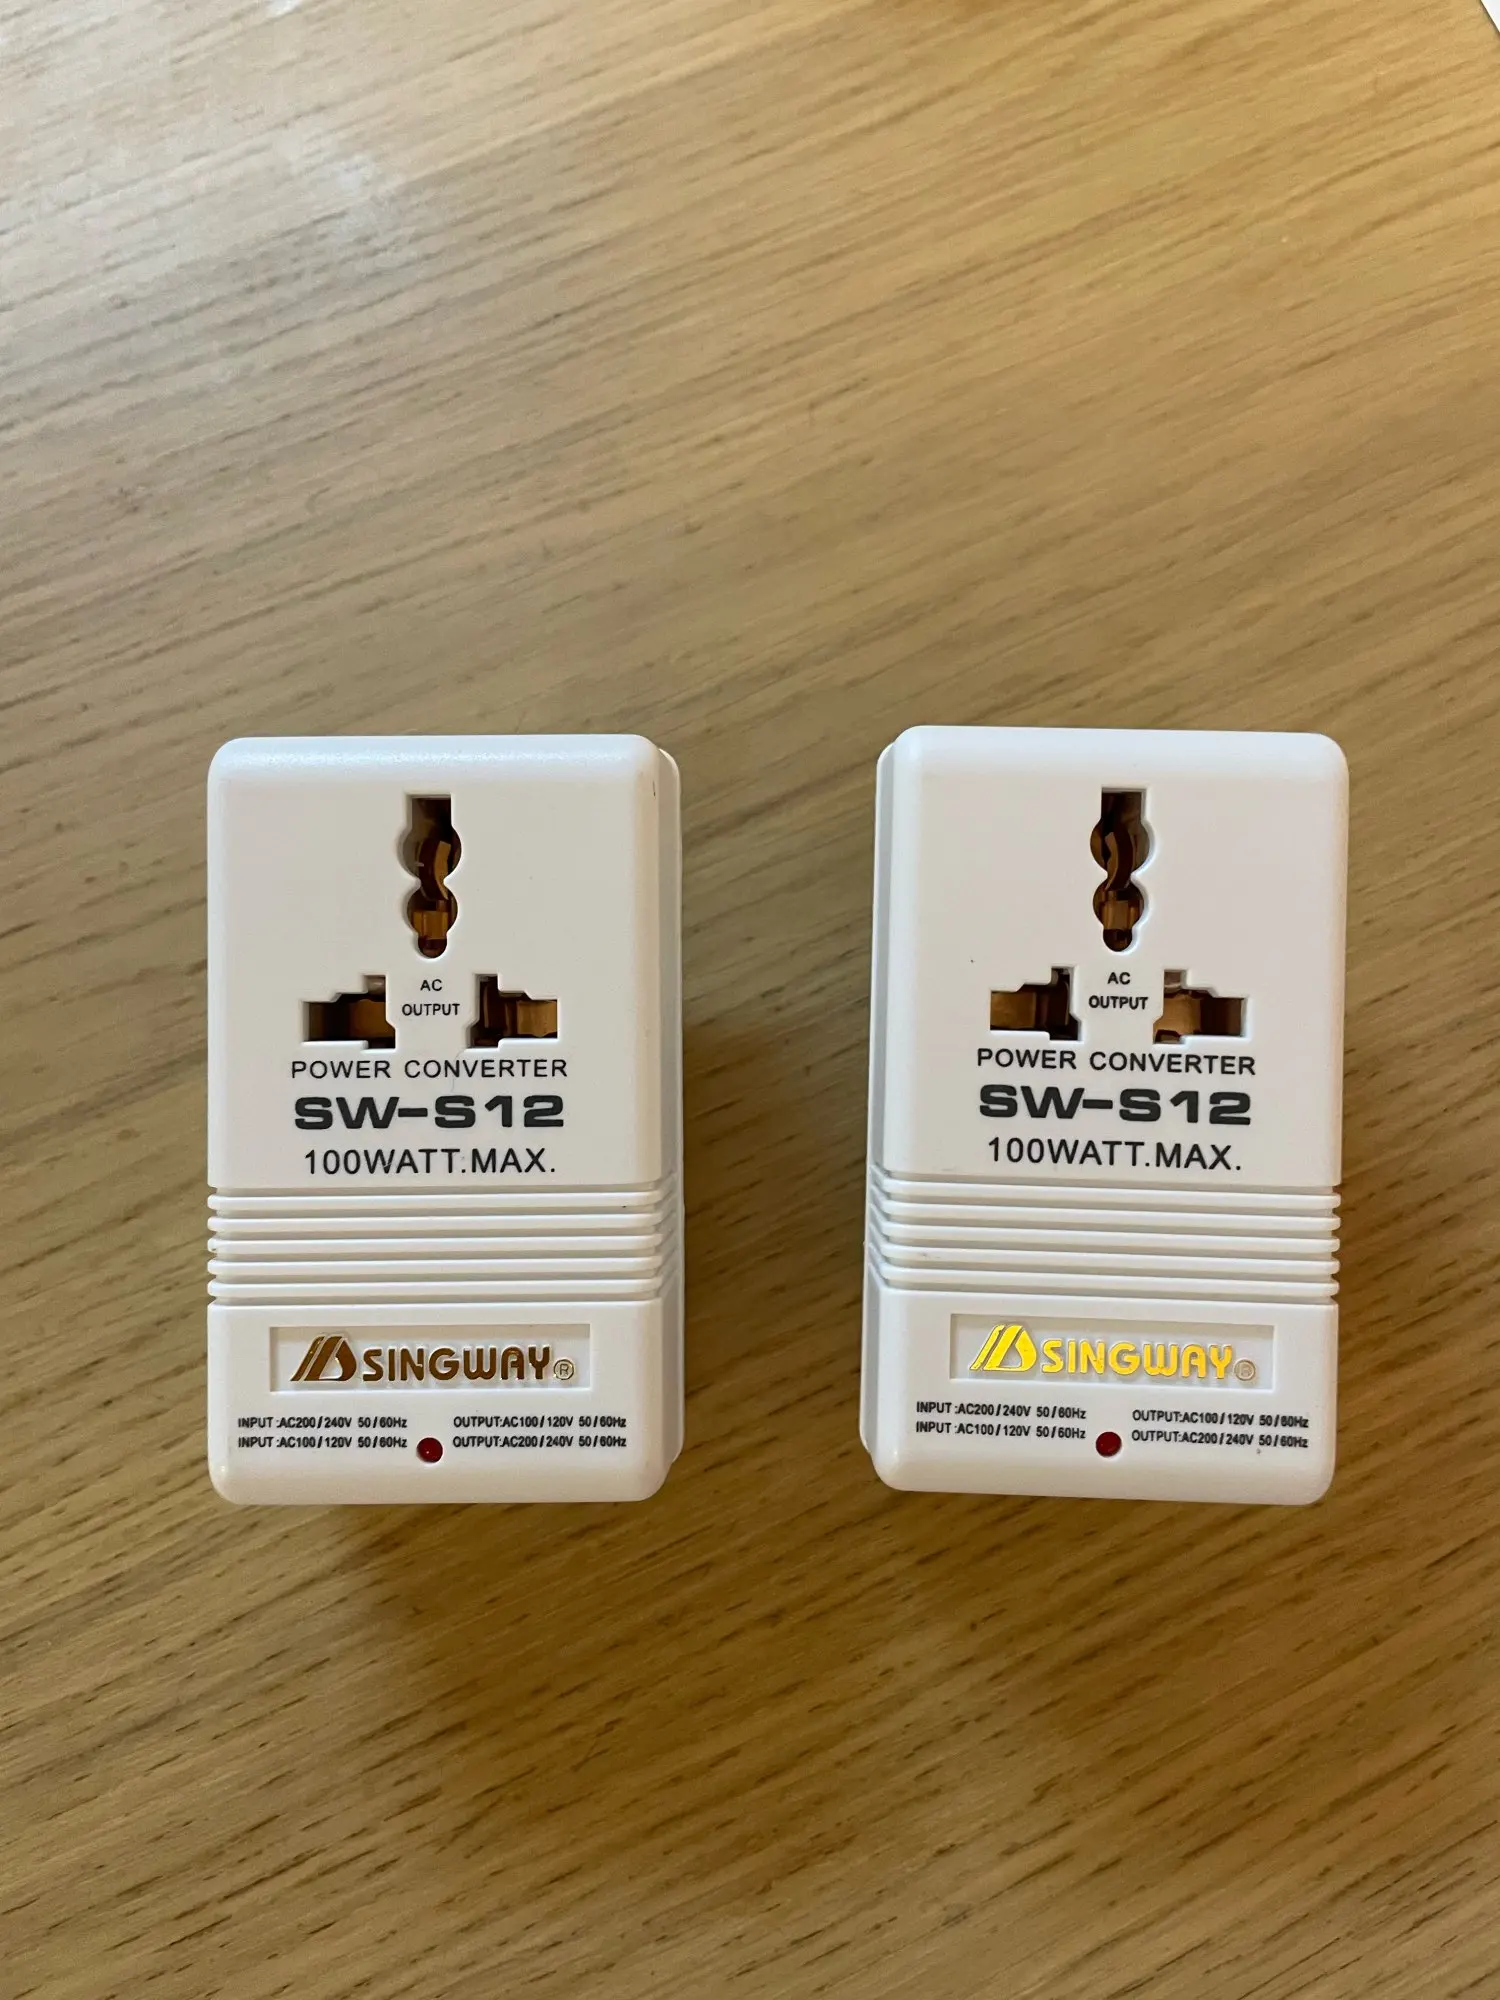 AC
OUTPUT
POWER CONVERTER
SW-S12
100WATT.MAX.
SINGWAY®
INPUT :AC200/240V 50/60Hz OUTPUT:AC100/120V 50/60Hz
INPUT :AC100/120V 50/60Hz OUTPUT:AC200/240V 50/60Hz
AC
OUTPUT
POWER CONVERTER
SW-S12
100WATT.MAX.
SINGWAY®
INPUT :AC200/240V 50/60Hz OUTPUT:AC100/120V 50/60Hz
INPUT :AC100/120V 50/60Hz OUTPUT:AC200/240V 50/60Hz